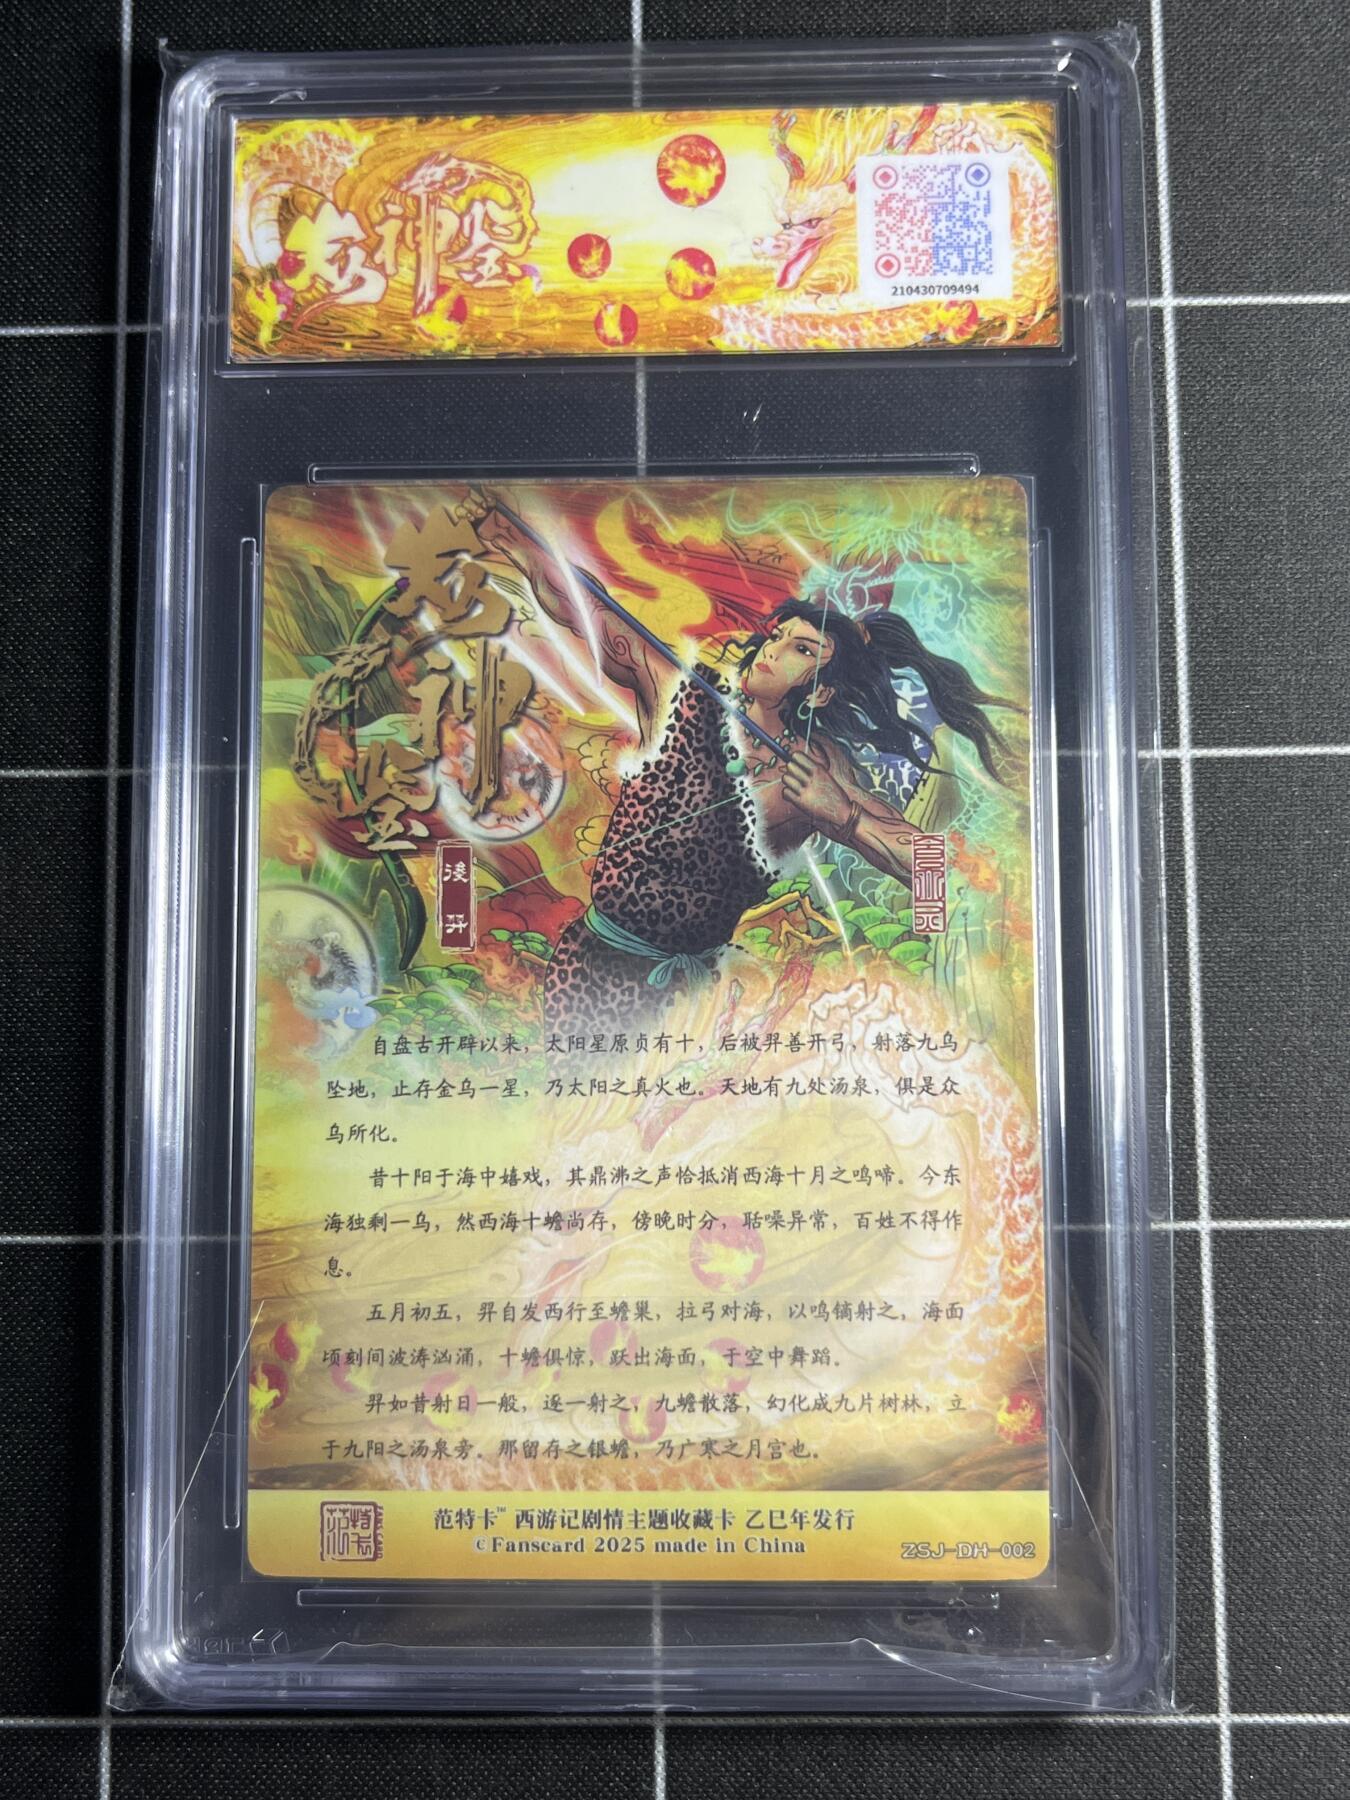 神鉴
210430709494
神
鉴
後羿
自盘古开辟以来，太阳星原贞有十，后被羿善开弓，射落九乌
坠地，止存金乌一星，乃太阳之真火也。天地有九处汤泉，俱是众
乌所化。
昔十阳于海中嬉戏，其鼎沸之声恰抵消西海十月之鸣啼。今东
海独剩一乌，然西海十蟾尚存，傍晚时分，聒噪异常，百姓不得作
息。
五月初五，羿自发西行至蟾巢，拉弓对海，以鸣镝射之，海面
顷刻间波涛汹涌，十蟾俱惊，跃出海面，于空中舞蹈。
羿如昔射日一般，逐一射之，九蟾散落，幻化成九片树林，立
于九阳之汤泉旁。那留存之银蟾，乃广寒之月宫也。
范特卡™ 西游记剧情主题收藏卡 乙巳年发行
©Fanscard 2025 made in China
ZSJ-DH-002